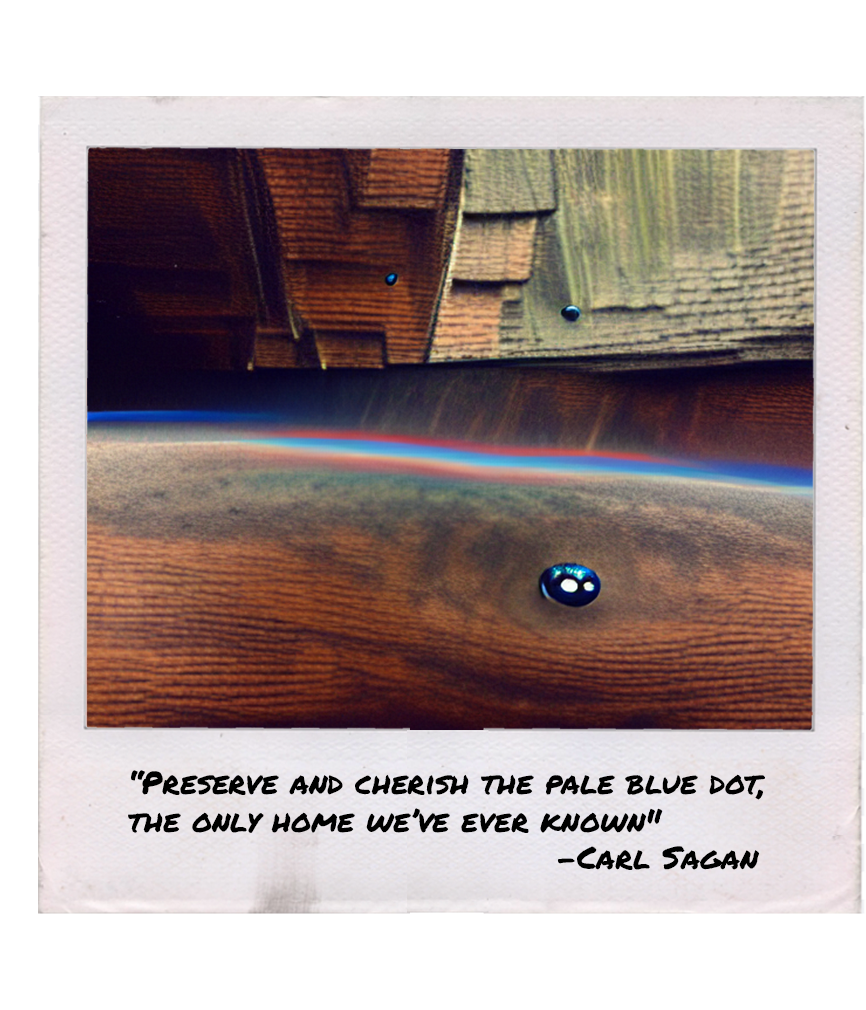 "Preserve and cherish the pale blue dot,
the only home we've ever known"
-Carl Sagan